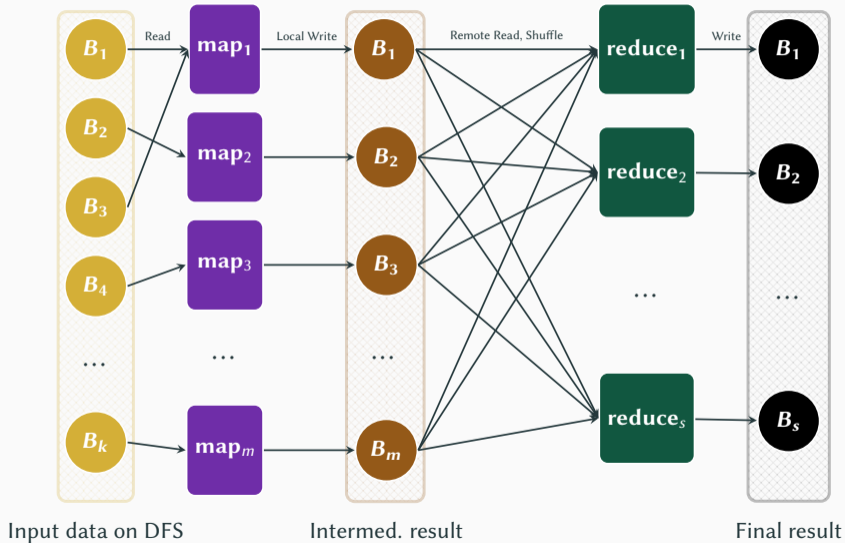 B₁ Read map₁ Local Write B₁ Remote Read, Shuffle reduce₁ Write B₁
B₂ map₂ B₂ reduce₂ B₂
B₃
B₄ map₃ B₃
... ... ... ... ...
Bₖ mapₘ Bₘ reduceₛ Bₛ
Input data on DFS Intermed. result Final result